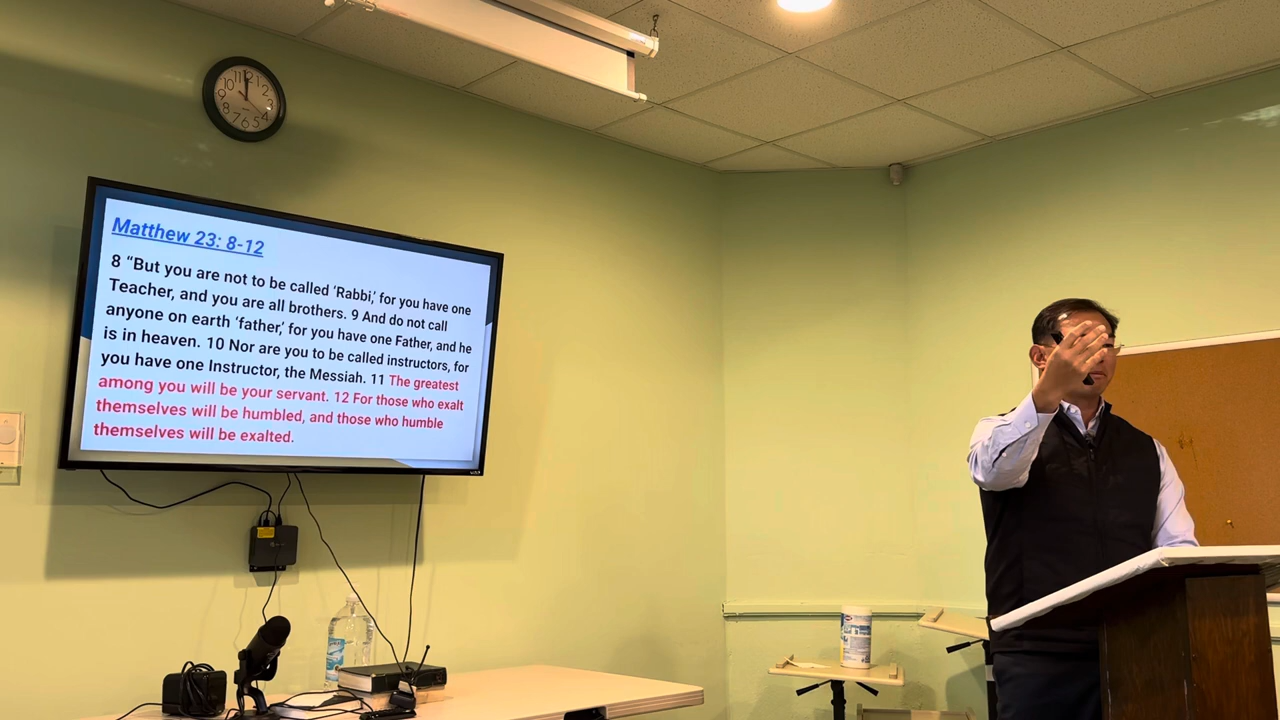 Matthew 23: 8-12
8 “But you are not to be called ‘Rabbi,’ for you have one
Teacher, and you are all brothers. 9 And do not call
anyone on earth ‘father,’ for you have one Father, and he
is in heaven. 10 Nor are you to be called instructors, for
you have one Instructor, the Messiah. 11 The greatest
among you will be your servant. 12 For those who exalt
themselves will be humbled, and those who humble
themselves will be exalted.